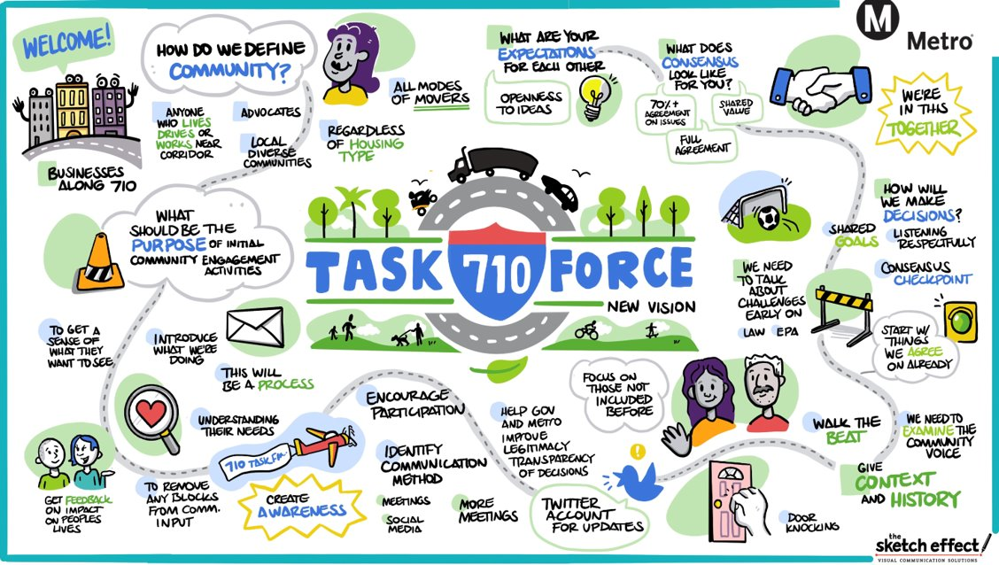 WELCOME!
BUSINESSES
ALONG 710
HOW DO WE DEFINE
COMMUNITY?
ANYONE
WHO LIVES
DRIVES OR
WORKS NEAR
CORRIDOR
ADVOCATES
LOCAL
DIVERSE
COMMUNITIES
ALL MODES
OF MOVERS
REGARDLESS
OF HOUSING
TYPE
WHAT ARE YOUR
EXPECTATIONS
FOR EACH OTHER
OPENNESS
TO IDEAS
WHAT DOES
CONSENSUS
LOOK LIKE
FOR YOU?
70% +
AGREEMENT
ON ISSUES
SHARED
VALUE
FULL
AGREEMENT
M
Metro
WE'RE
IN THIS
TOGETHER
WHAT
SHOULD BE THE
PURPOSE OF INITIAL
COMMUNITY ENGAGEMENT
ACTIVITIES
TASK 710 FORCE
NEW VISION
SHARED
GOALS
HOW WILL
WE MAKE
DECISIONS?
LISTENING
RESPECTFULLY
CONSENSUS
CHECKPOINT
WE NEED
TO TALK
ABOUT
CHALLENGES
EARLY ON
LAW EPA
START W/
THINGS
WE AGREE
ON ALREADY
TO GET A
SENSE OF
WHAT THEY
WANT TO SEE
INTRODUCE
WHAT WE'RE
DOING
THIS WILL
BE A PROCESS
UNDERSTANDING
THEIR NEEDS
GET FEEDBACK
ON IMPACT
ON PEOPLES
LIVES
TO REMOVE
ANY BLOCKS
FROM COMM.
INPUT
710 TASK
CREATE
AWARENESS
ENCOURAGE
PARTICIPATION
IDENTIFY
COMMUNICATION
METHOD
MEETINGS
SOCIAL
MEDIA
MORE
MEETINGS
HELP GOV
AND METRO
IMPROVE
LEGITIMACY
TRANSPARENCY
OF DECISIONS
TWITTER
ACCOUNT
FOR UPDATES
!
FOCUS ON
THOSE NOT
INCLUDED
BEFORE
WALK THE
BEAT
WE NEED TO
EXAMINE THE
COMMUNITY
VOICE
GIVE
CONTEXT
AND HISTORY
DOOR
KNOCKING
the
sketch effect!
VISUAL COMMUNICATION SOLUTIONS